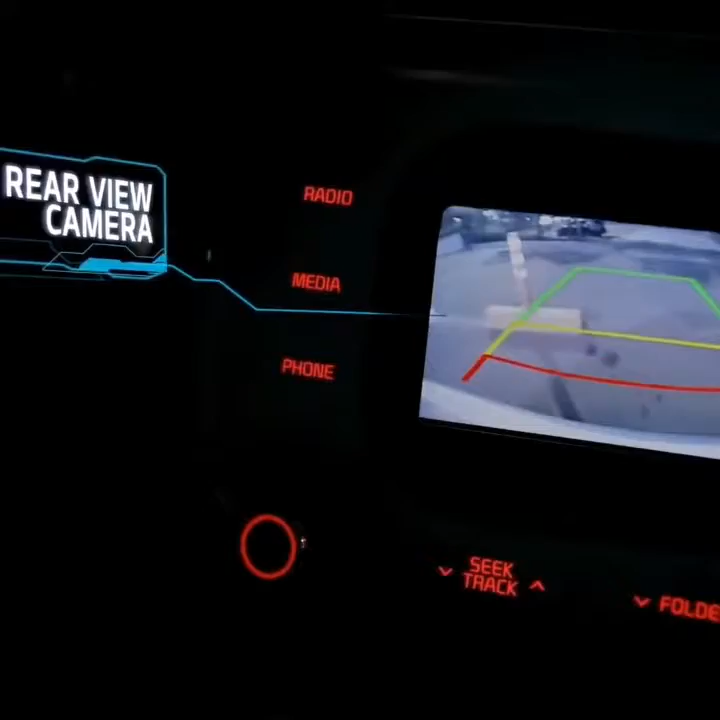 REAR VIEW
CAMERA
RADIO
MEDIA
PHONE
SEEK
TRACK
FOLDE